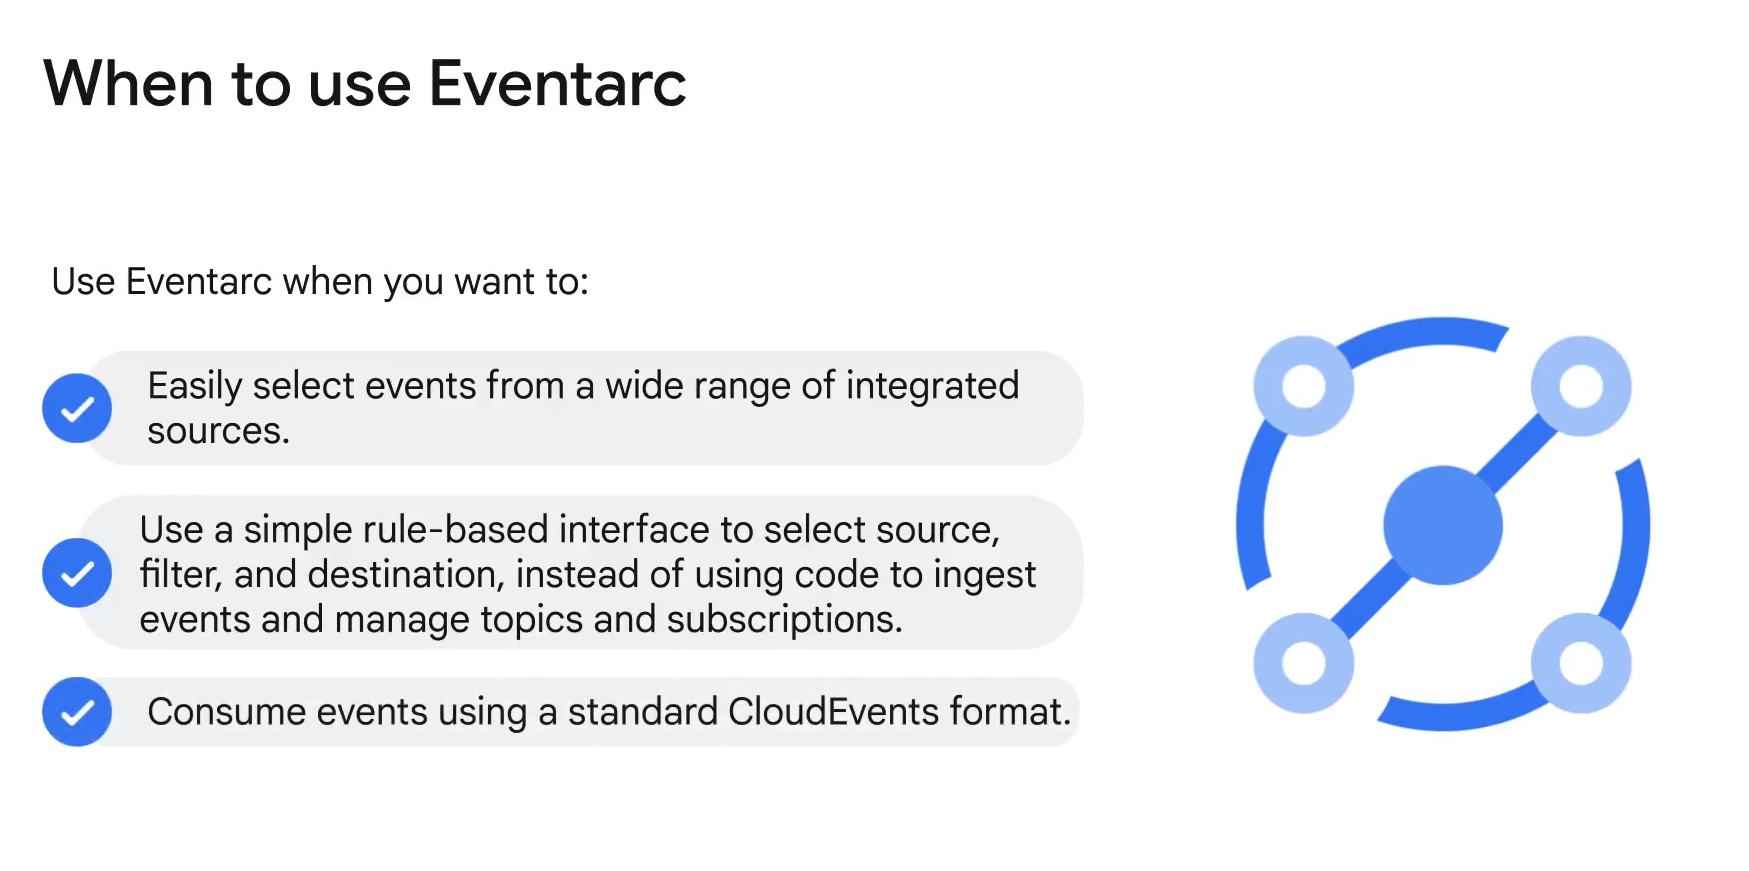 When to use Eventarc
Use Eventarc when you want to:
Easily select events from a wide range of integrated
sources.
Use a simple rule-based interface to select source,
filter, and destination, instead of using code to ingest
events and manage topics and subscriptions.
Consume events using a standard CloudEvents format.